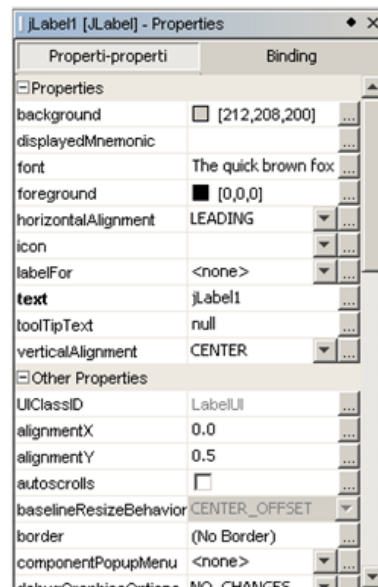 jLabel1 [JLabel] - Properties
Properti-properti Binding
Properties
background [212,208,200] ...
displayedMnemonic ...
font The quick brown fox ...
foreground [0,0,0] ...
horizontalAlignment LEADING ...
icon ...
labelFor <none> ...
text jLabel1 ...
toolTipText null ...
verticalAlignment CENTER ...
Other Properties
UIClassID LabelUI ...
alignmentX 0.0 ...
alignmentY 0.5 ...
autoscrolls ...
baselineResizeBehavior CENTER_OFFSET
border (No Border) ...
componentPopupMenu <none> ...
debugGraphicsOptions NO_CHANGES